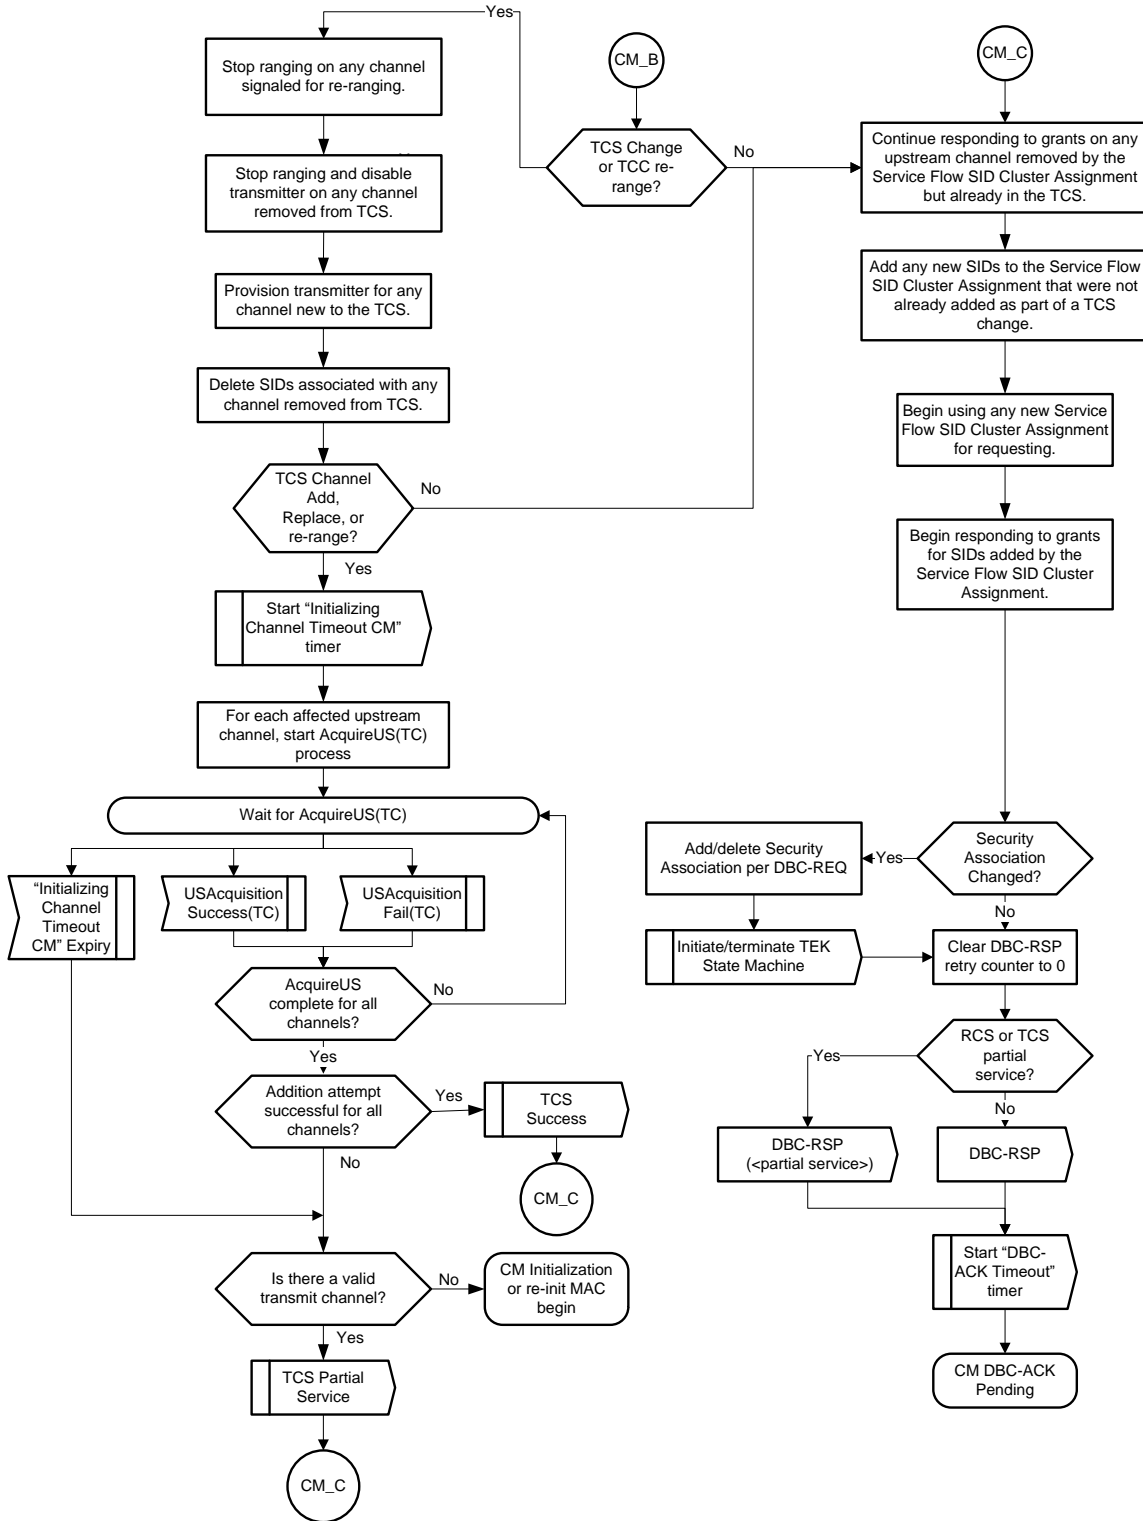 Yes
Stop ranging on any channel
signaled for re-ranging.
Stop ranging and disable
transmitter on any channel
removed from TCS.
Provision transmitter for any
channel new to the TCS.
Delete SIDs associated with any
channel removed from TCS.
TCS Channel
Add,
Replace, or
re-range?
No
Yes
Start “Initializing
Channel Timeout CM”
timer
For each affected upstream
channel, start AcquireUS(TC)
process
Wait for AcquireUS(TC)
“Initializing
Channel
Timeout
CM” Expiry
USAcquisition
Success(TC)
USAcquisition
Fail(TC)
AcquireUS
complete for all
channels?
No
Yes
Addition attempt
successful for all
channels?
Yes
TCS
Success
CM_C
No
Is there a valid
transmit channel?
No
CM Initialization
or re-init MAC
begin
Yes
TCS Partial
Service
CM_C
CM_B
TCS Change
or TCC re-
range?
No
CM_C
Continue responding to grants on any
upstream channel removed by the
Service Flow SID Cluster Assignment
but already in the TCS.
Add any new SIDs to the Service Flow
SID Cluster Assignment that were not
already added as part of a TCS
change.
Begin using any new Service
Flow SID Cluster Assignment
for requesting.
Begin responding to grants
for SIDs added by the
Service Flow SID Cluster
Assignment.
Security
Association
Changed?
Yes
Add/delete Security
Association per DBC-REQ
Initiate/terminate TEK
State Machine
No
Clear DBC-RSP
retry counter to 0
RCS or TCS
partial
service?
Yes
No
DBC-RSP
(<partial service>)
DBC-RSP
Start “DBC-
ACK Timeout”
timer
CM DBC-ACK
Pending